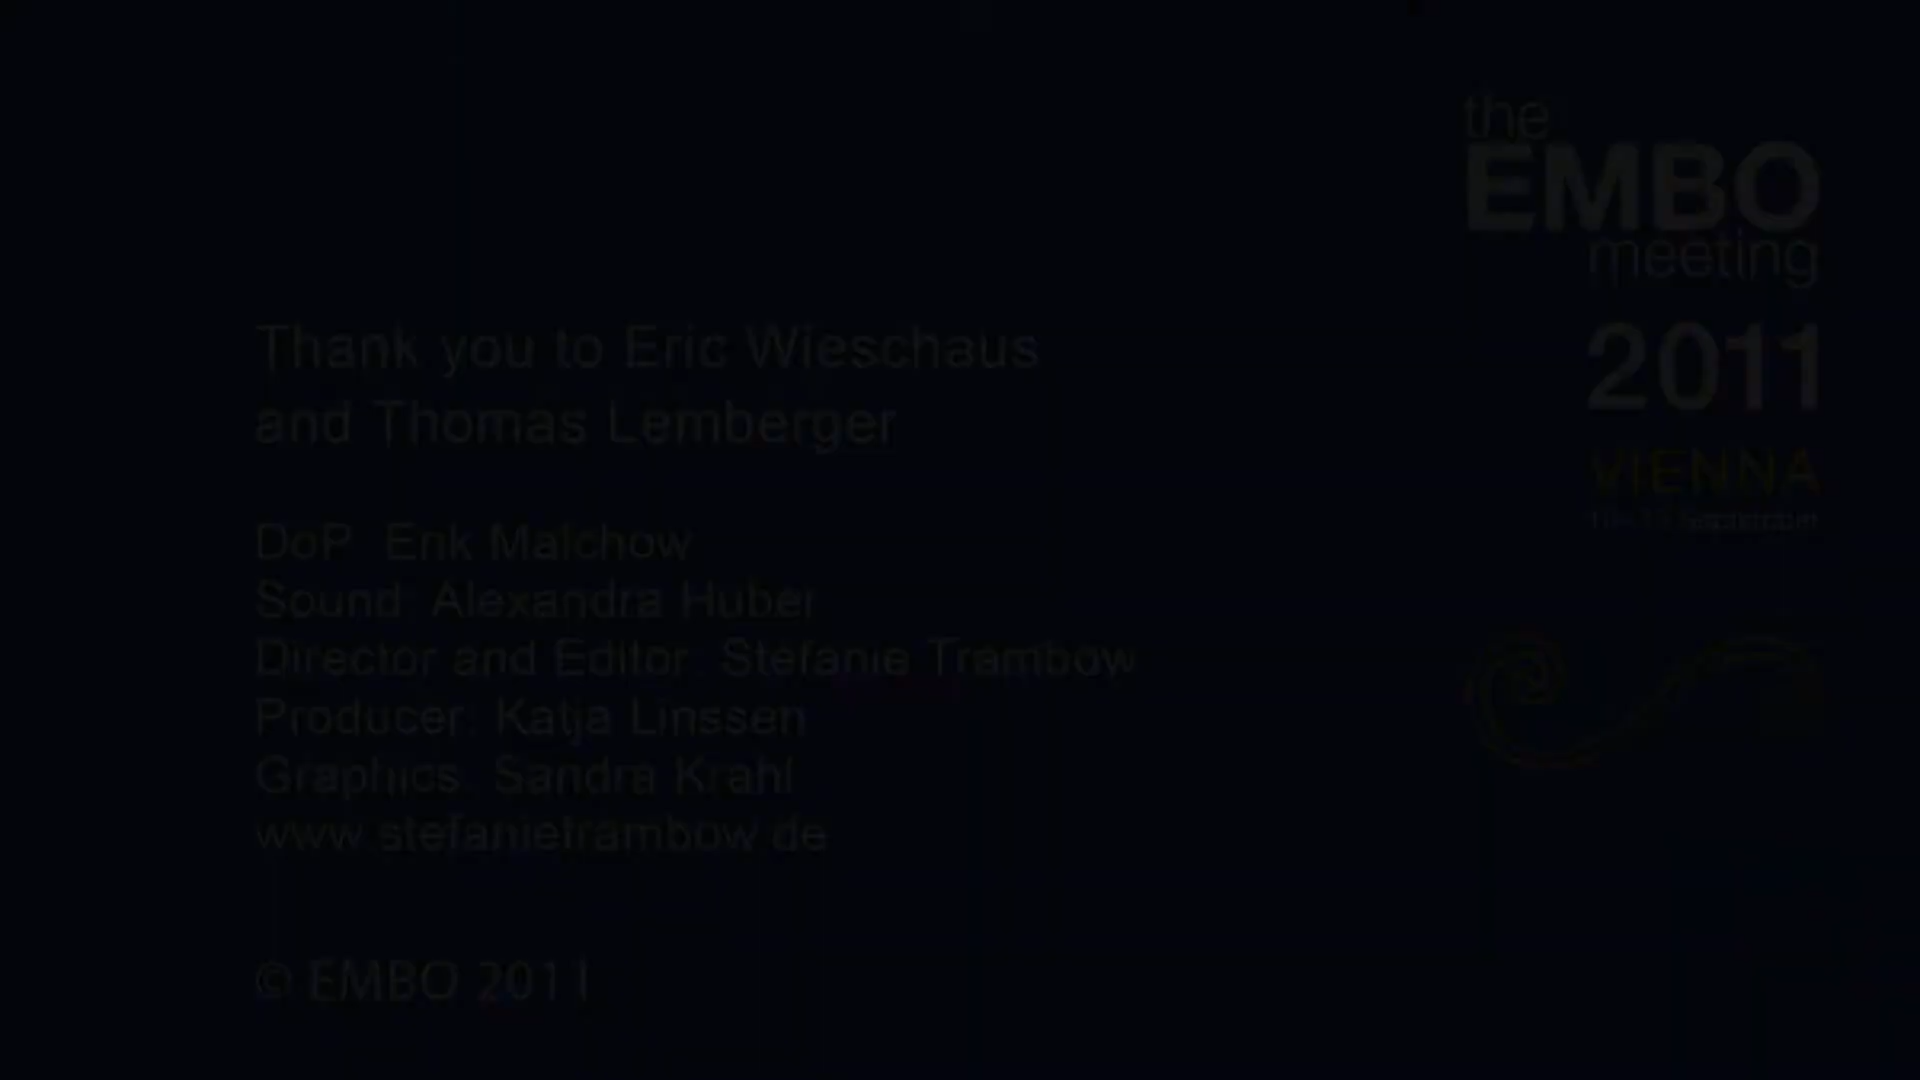 the
EMBO
meeting
2011
VIENNA
Thank you to Eric Wieschaus
and Thomas Lemberger
DoP: Erik Malchow
Sound: Alexandra Huber
Director and Editor: Stefanie Trambow
Producer: Katja Linssen
Graphics: Sandra Krahl
www.stefanietrambow.de
© EMBO 2011